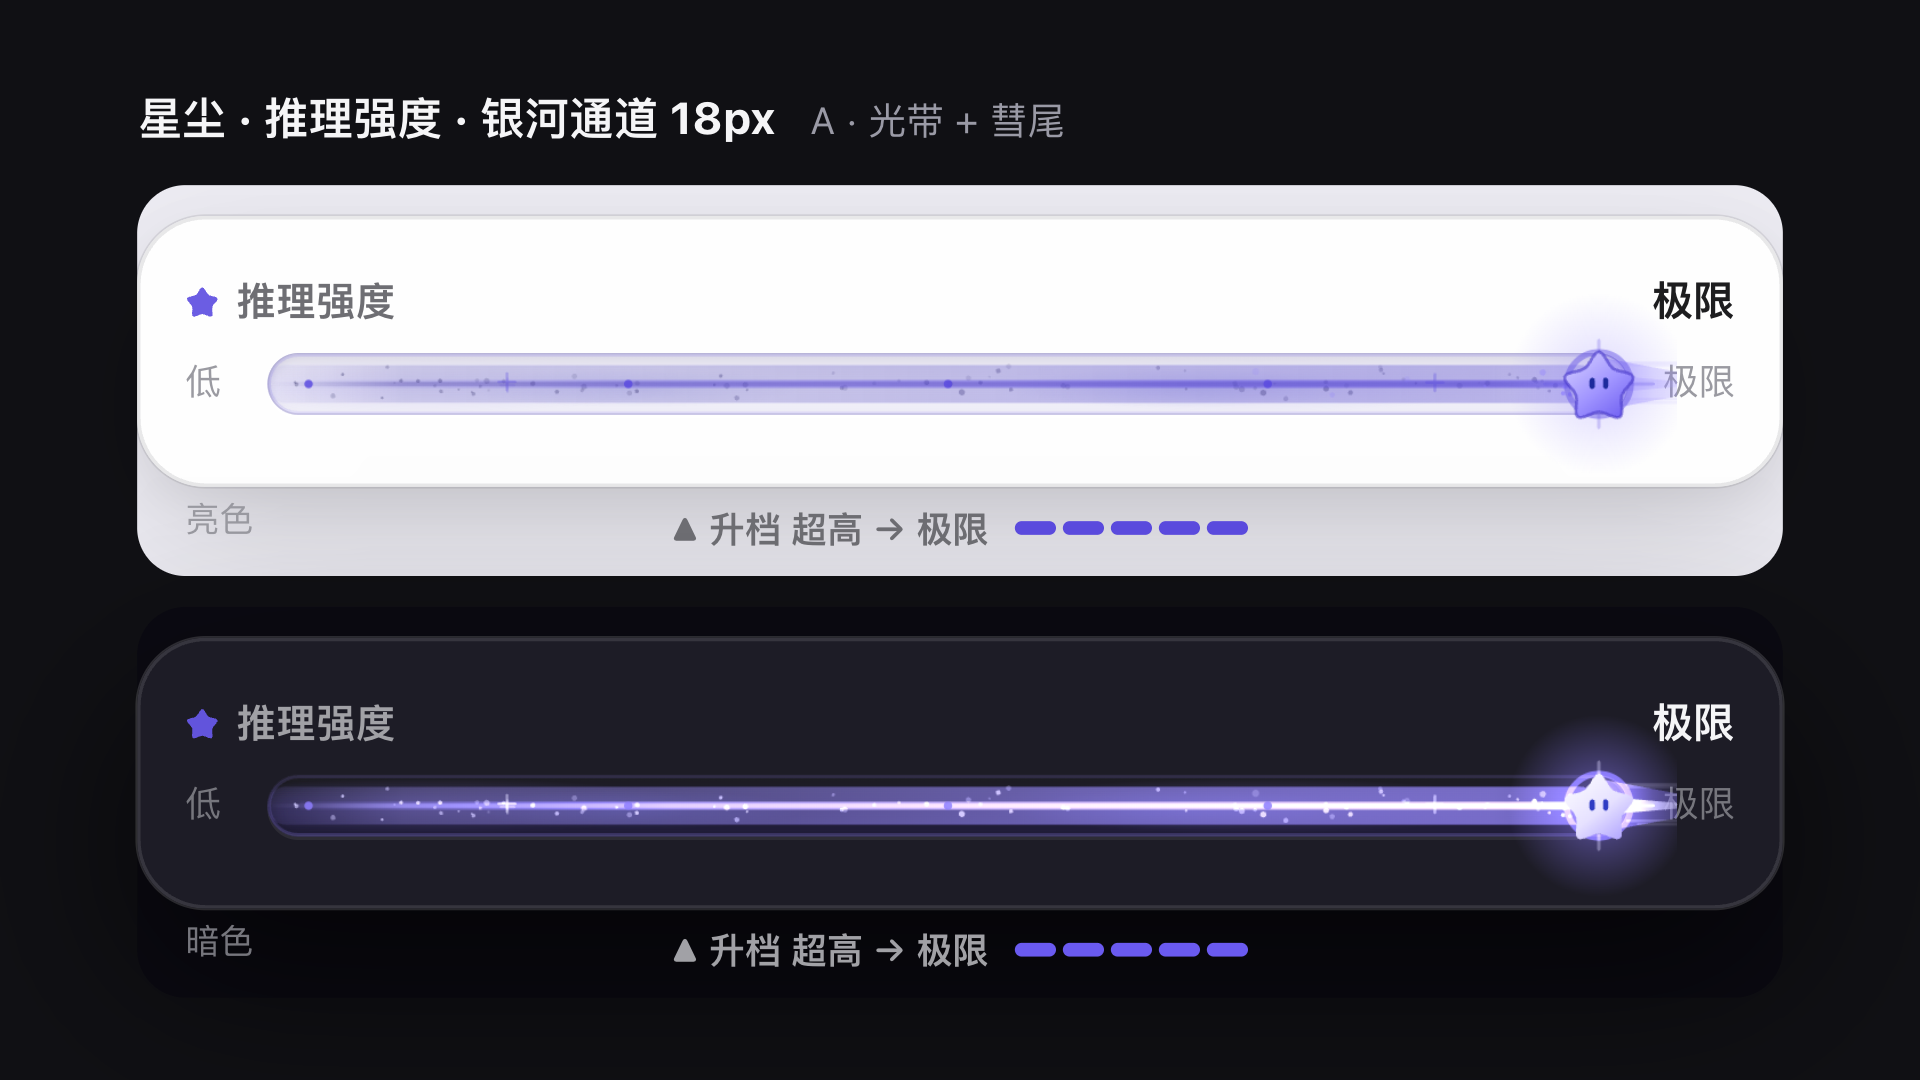 星尘 · 推理强度 · 银河通道 18px A · 光带 + 彗尾
推理强度 极限
低 极限
亮色 ▲ 升档 超高 → 极限
推理强度 极限
低 极限
暗色 ▲ 升档 超高 → 极限